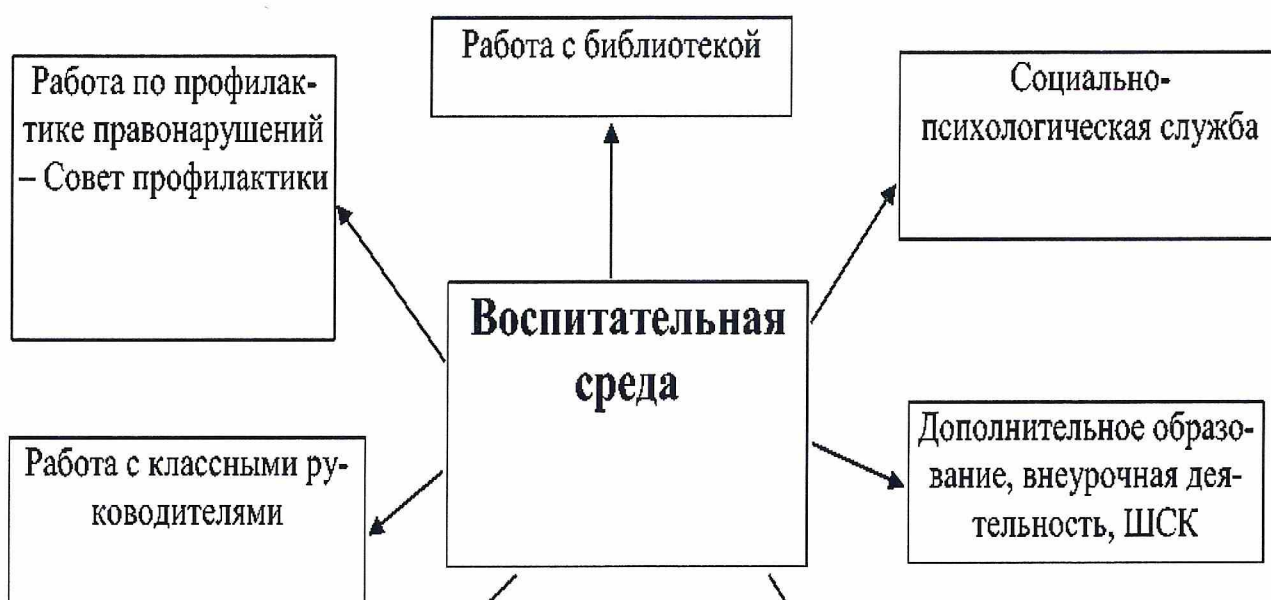 Работа с библиотекой
Работа по профилак-
тике правонарушений
– Совет профилактики
Социально-
психологическая служба
Воспитательная
среда
Работа с классными ру-
ководителями
Дополнительное образо-
вание, внеурочная дея-
тельность, ШСК